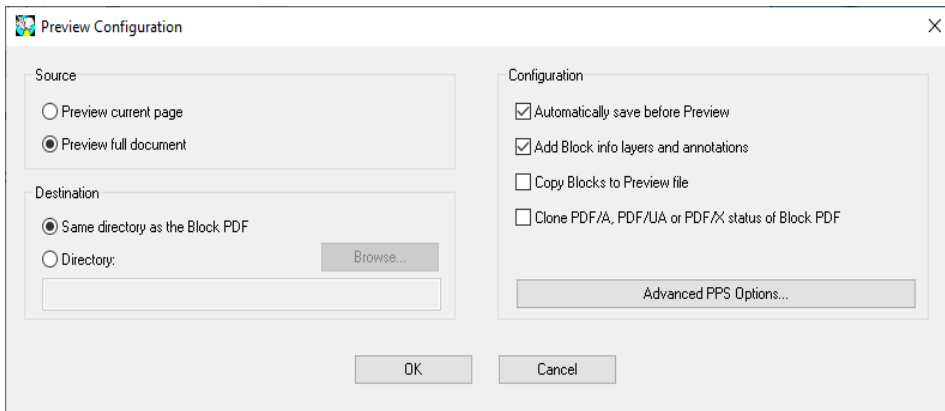 Preview Configuration
Source
Preview current page
Preview full document
Destination
Same directory as the Block PDF
Directory:
Browse...
Configuration
Automatically save before Preview
Add Block info layers and annotations
Copy Blocks to Preview file
Clone PDF/A, PDF/UA or PDF/X status of Block PDF
Advanced PPS Options...
OK
Cancel